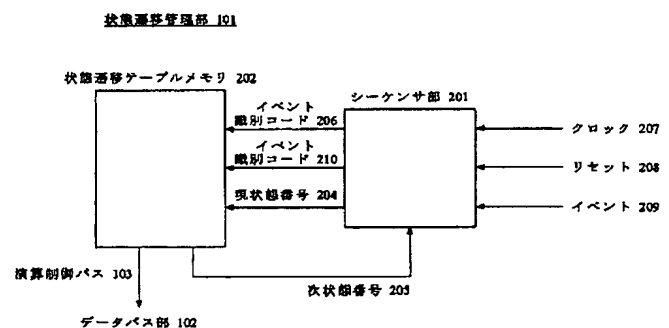 状態遷移管理部 101
状態遷移テーブルメモリ 202
シーケンサ部 201
イベント
識別コード 206
イベント
識別コード 210
現状態番号 204
クロック 207
リセット 208
イベント 209
演算制御バス 103
次状態番号 205
データパス部 102